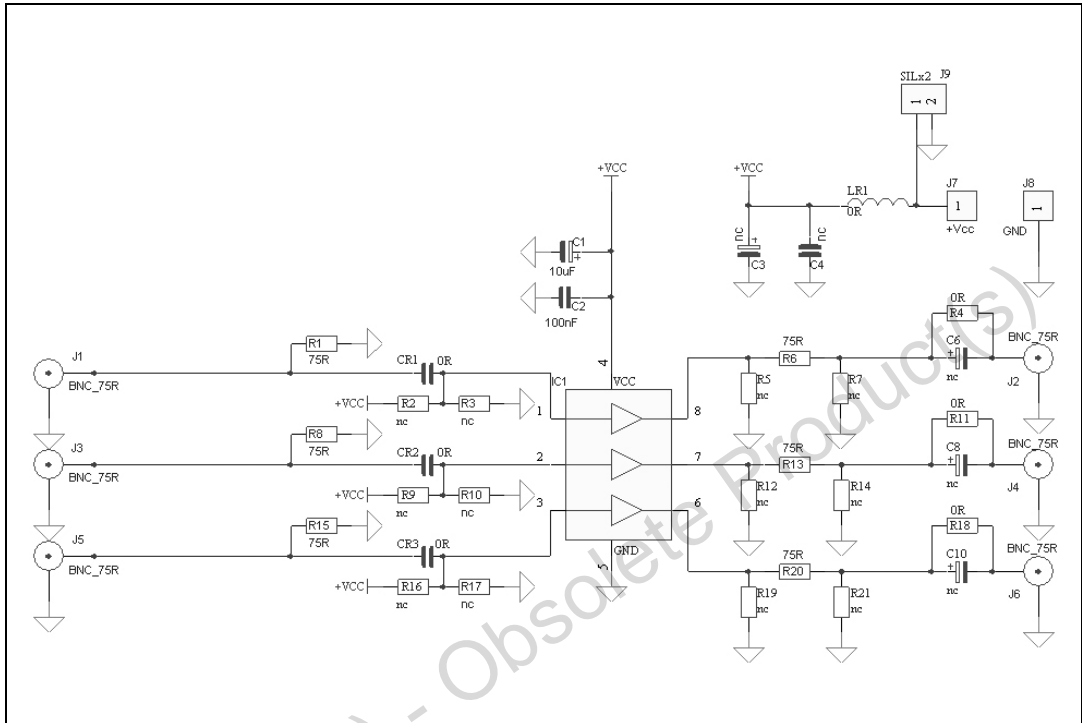 SILx2 J9
1 2
+VCC
+VCC
LR1
0R
J7
1
+Vcc
J8
1
GND
nc
C3
nc
C4
C1
+
10uF
C2
100nF
0R
R4
R1
75R
J1
BNC_75R
CR1 0R
+VCC R2 R3
nc nc
1
IC1
4 VCC
8
75R
R6
R5
nc
R7
nc
C6
+
nc
BNC_75R
J2
R8
75R
J3
BNC_75R
CR2 0R
+VCC R9 R10
nc nc
2
7
75R
R13
R12
nc
R14
nc
0R
R11
C8
+
nc
BNC_75R
J4
R15
75R
J5
BNC_75R
CR3 0R
+VCC R16 R17
nc nc
3
6
GND
5
75R
R20
R19
nc
R21
nc
0R
R18
C10
+
nc
BNC_75R
J6
) - Obsolete Product(s)